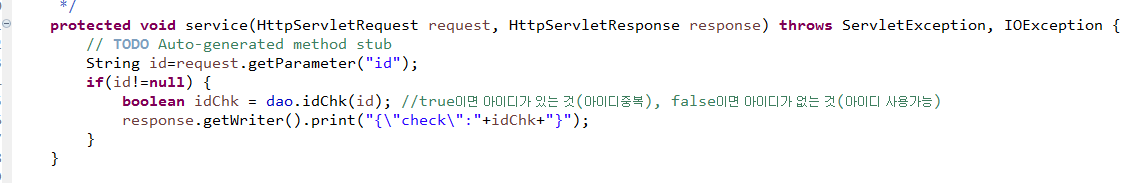 */
protected void service(HttpServletRequest request, HttpServletResponse response) throws ServletException, IOException {
// TODO Auto-generated method stub
String id=request.getParameter("id");
if(id!=null) {
boolean idChk = dao.idChk(id); //true이면 아이디가 있는 것(아이디중복), false이면 아이디가 없는 것(아이디 사용가능)
response.getWriter().print("{\"check\":"+idChk+"}");
}
}